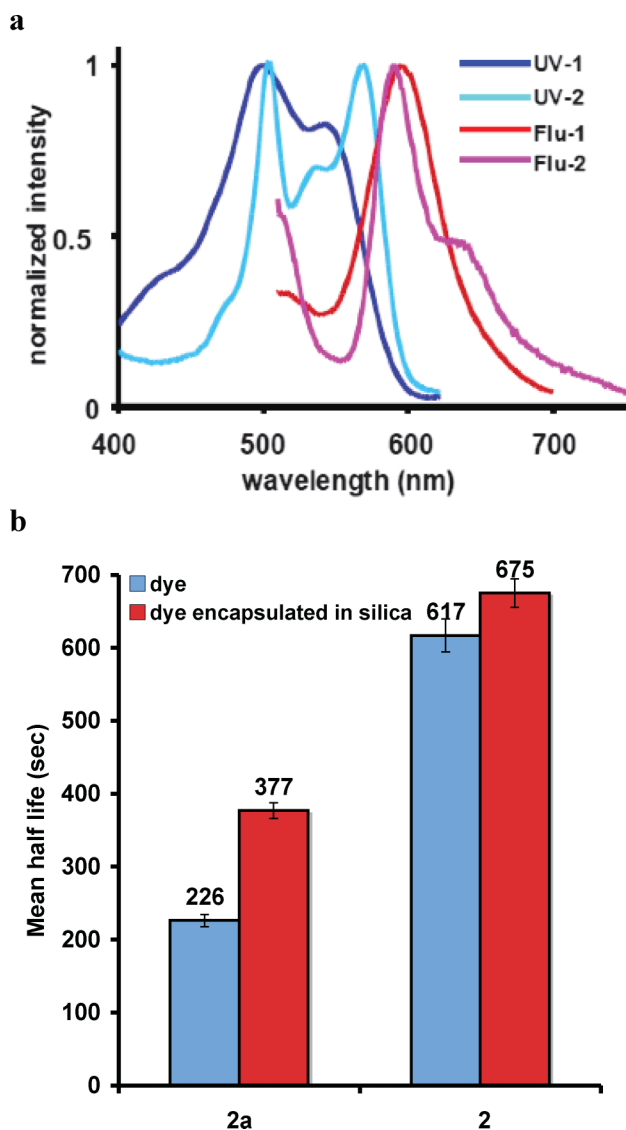 a
1
UV-1
UV-2
Flu-1
Flu-2
0.5
0
normalized intensity
400 500 600 700
wavelength (nm)
b
700
600
500
400
300
200
100
0
dye
dye encapsulated in silica
226
377
617
675
Mean half life (sec)
2a 2